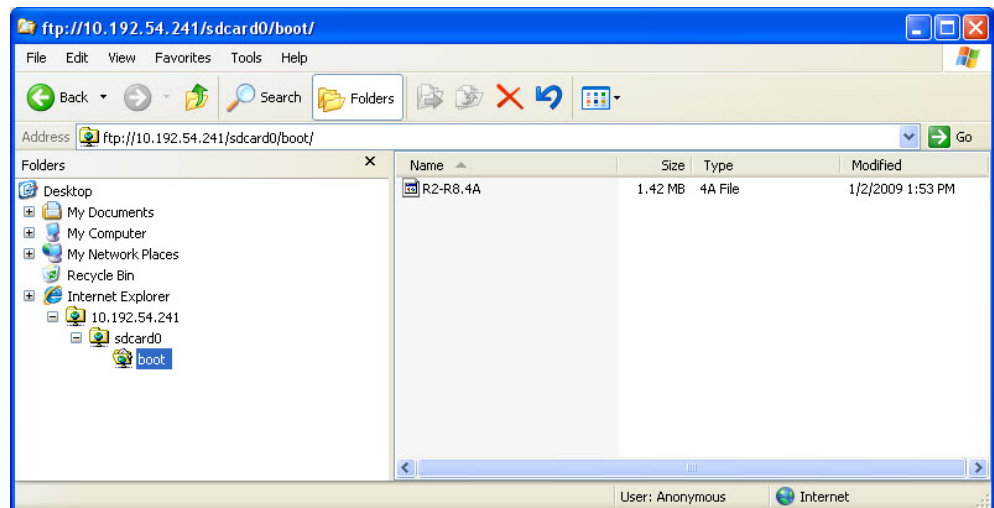 ftp://10.192.54.241/sdcard0/boot/
File Edit View Favorites Tools Help
Back Search Folders
Address ftp://10.192.54.241/sdcard0/boot/ Go
Folders x
Desktop
My Documents
My Computer
My Network Places
Recycle Bin
Internet Explorer
10.192.54.241
sdcard0
boot
Name Size Type Modified
R2-R8.4A 1.42 MB 4A File 1/2/2009 1:53 PM
User: Anonymous Internet